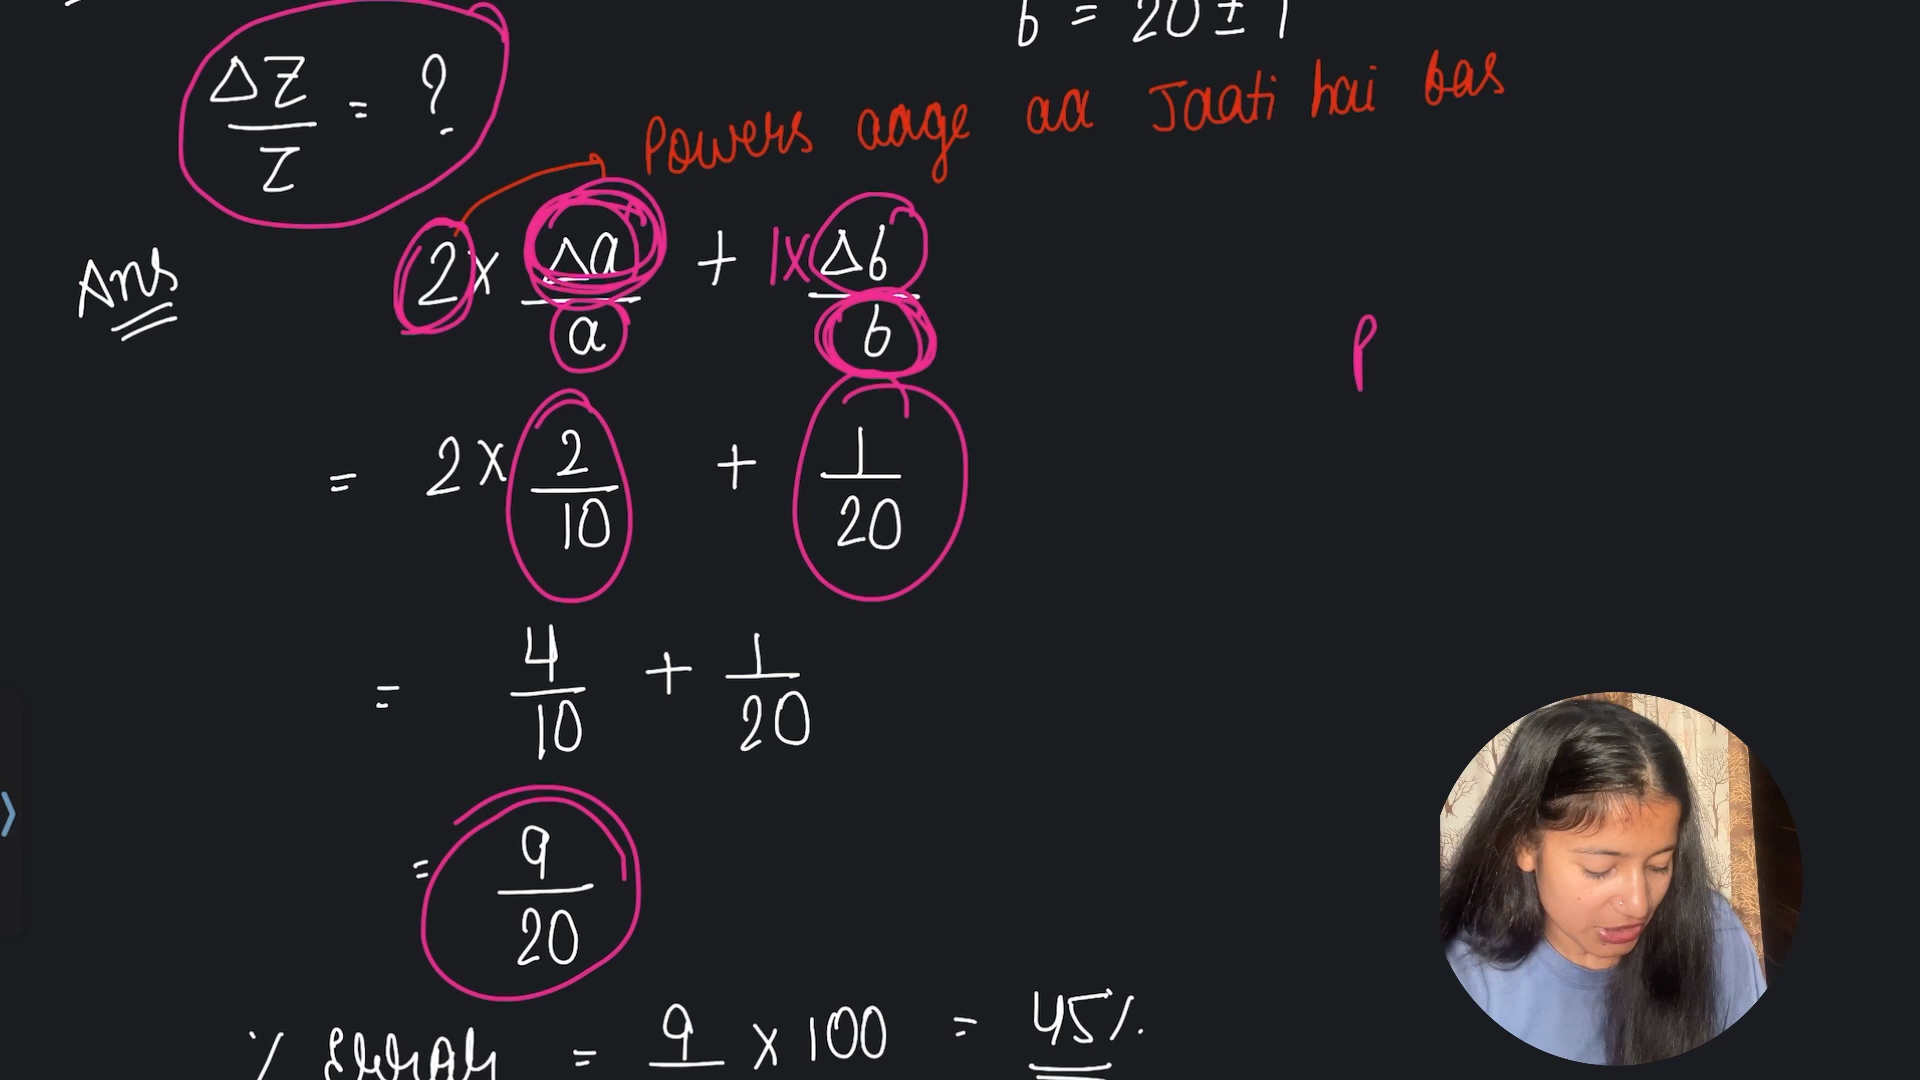 b = 20 ± 1
ΔZ/Z = ?
Powers aage aa Jaati hai bas
Ans 2 x Δa/a + 1x Δb/b
P
= 2 x 2/10 + 1/20
= 4/10 + 1/20
= 9/20
% Error = 9 x 100 = 45%